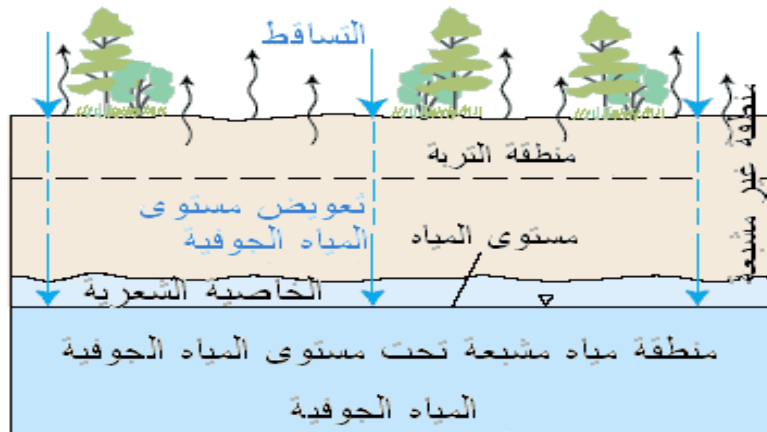 التساقط
منطقة التربة
منطقة غير مشبعة
تعويض مستوى
المياه الجوفية
مستوى المياه
الخاصية الشعرية
منطقة مياه مشبعة تحت مستوى المياه الجوفية
المياه الجوفية